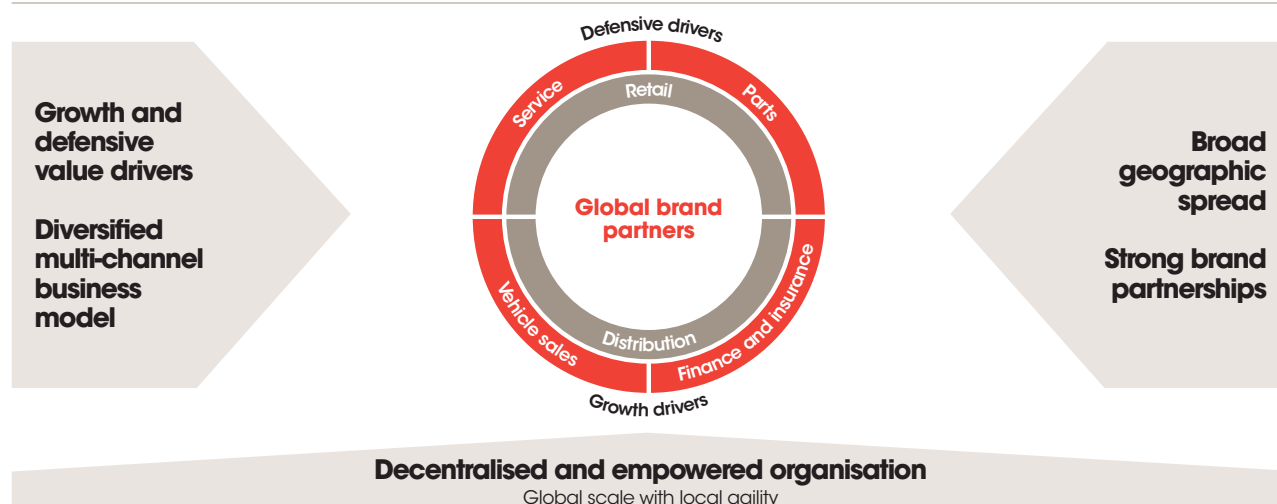 Growth and
defensive
value drivers
Diversified
multi-channel
business
model
Defensive drivers
Service
Parts
Retail
Global brand
partners
Distribution
Vehicle sales
Finance and insurance
Growth drivers
Broad
geographic
spread
Strong brand
partnerships
Decentralised and empowered organisation
Global scale with local agility